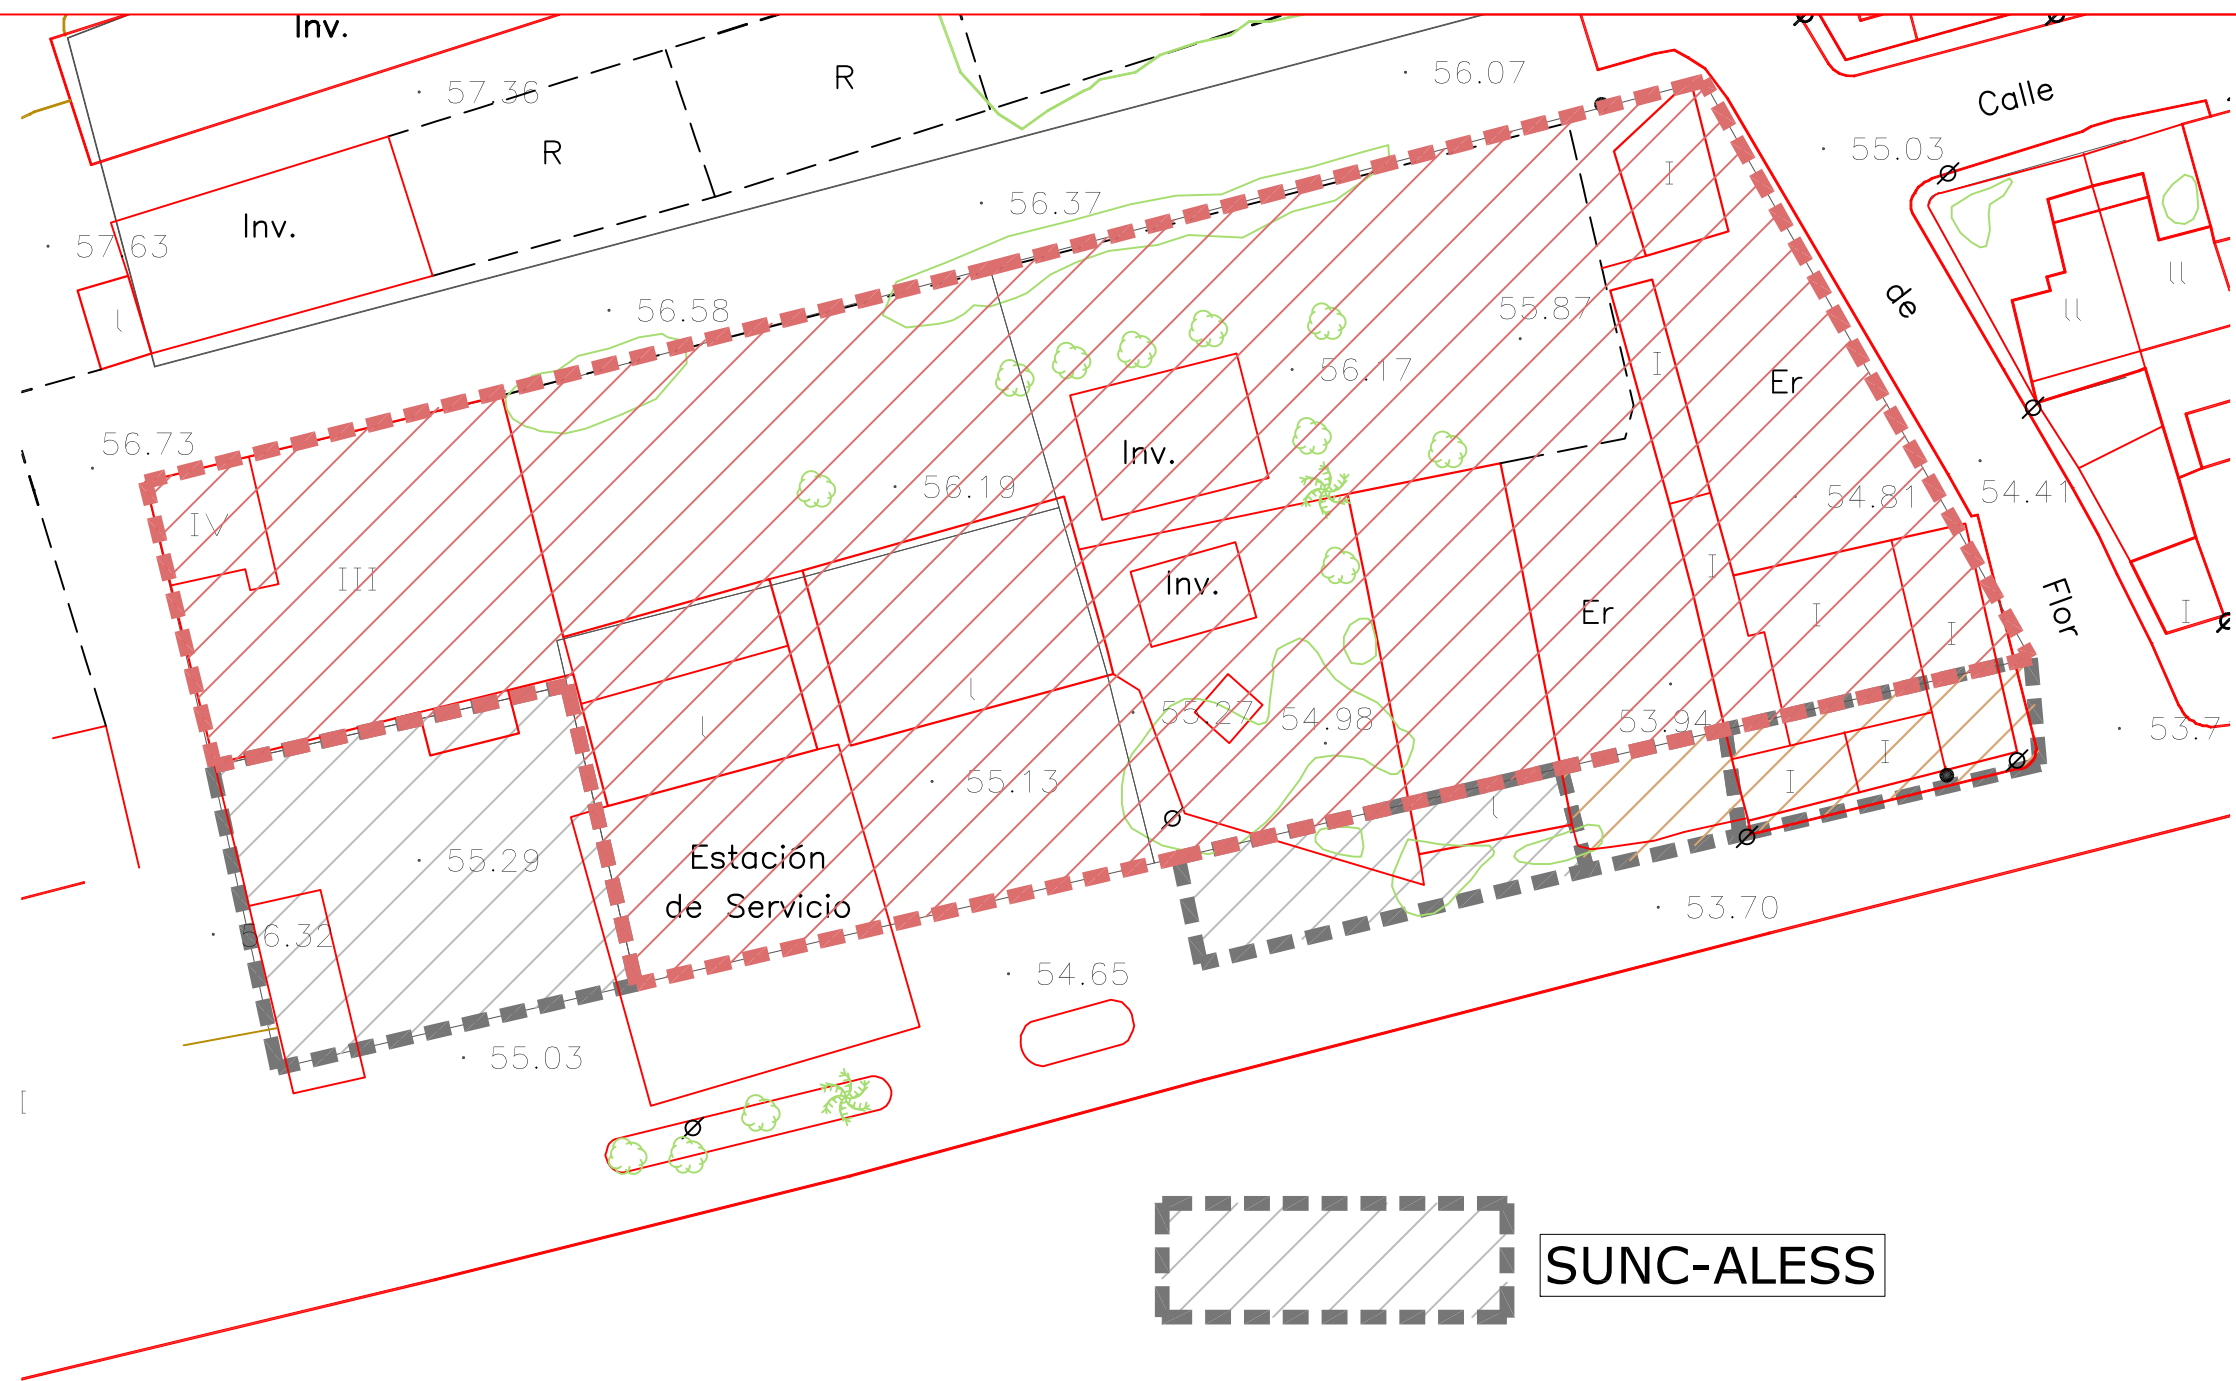 Inv.
57.36
R
56.07
Calle
R
55.03
56.37
Inv.
57.63
I
56.58
l
55.87
de
ll
ll
56.17
I
Er
56.73
Inv.
56.19
54.81
54.41
IV
III
Inv.
I
Er
I
I
Flor
I
l
55.27
54.98
53.94
l
53.7
55.13
I
I
l
Estación
55.29
de Servicio
53.70
56.32
54.65
55.03
I
SUNC-ALESS